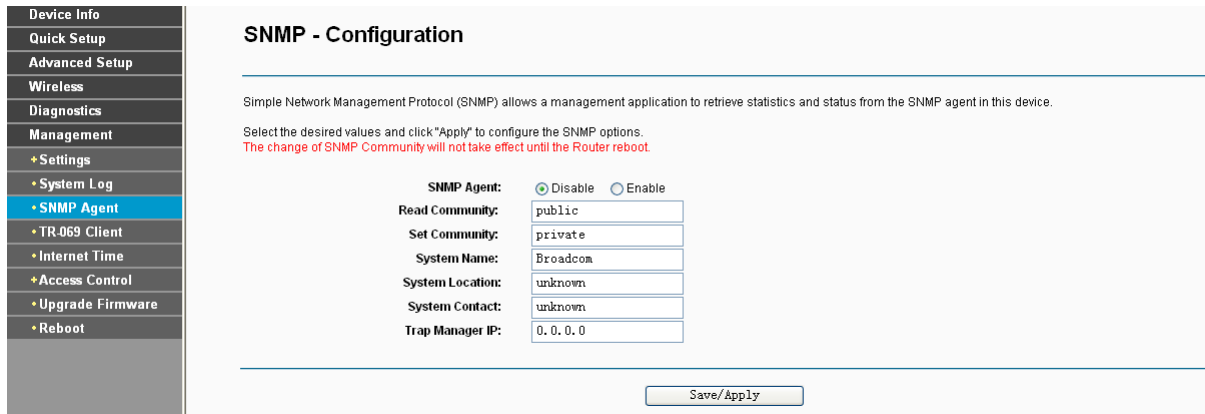 Device Info
Quick Setup
Advanced Setup
Wireless
Diagnostics
Management
+Settings
•System Log
•SNMP Agent
•TR-069 Client
•Internet Time
+Access Control
•Upgrade Firmware
•Reboot
SNMP - Configuration
Simple Network Management Protocol (SNMP) allows a management application to retrieve statistics and status from the SNMP agent in this device.
Select the desired values and click "Apply" to configure the SNMP options.
The change of SNMP Community will not take effect until the Router reboot.
SNMP Agent: Disable Enable
Read Community: public
Set Community: private
System Name: Broadcom
System Location: unknown
System Contact: unknown
Trap Manager IP: 0.0.0.0
Save/Apply